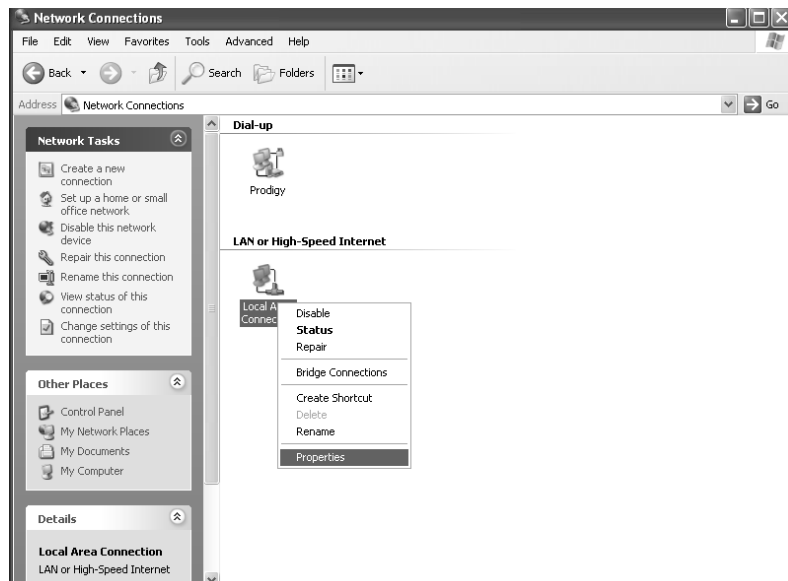 Network Connections
File Edit View Favorites Tools Advanced Help
Back Search Folders
Address Network Connections Go
Network Tasks
Create a new
connection
Set up a home or small
office network
Disable this network
device
Repair this connection
Rename this connection
View status of this
connection
Change settings of this
connection
Other Places
Control Panel
My Network Places
My Documents
My Computer
Details
Local Area Connection
LAN or High-Speed Internet
Dial-up
Prodigy
LAN or High-Speed Internet
Local A
Connec
Disable
Status
Repair
Bridge Connections
Create Shortcut
Delete
Rename
Properties